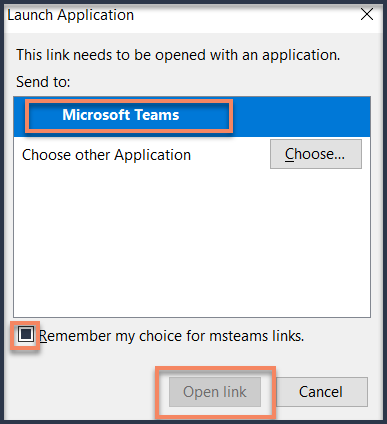 Launch Application
This link needs to be opened with an application.
Send to:
Microsoft Teams
Choose other Application
Choose...
Remember my choice for msteams links.
Open link
Cancel